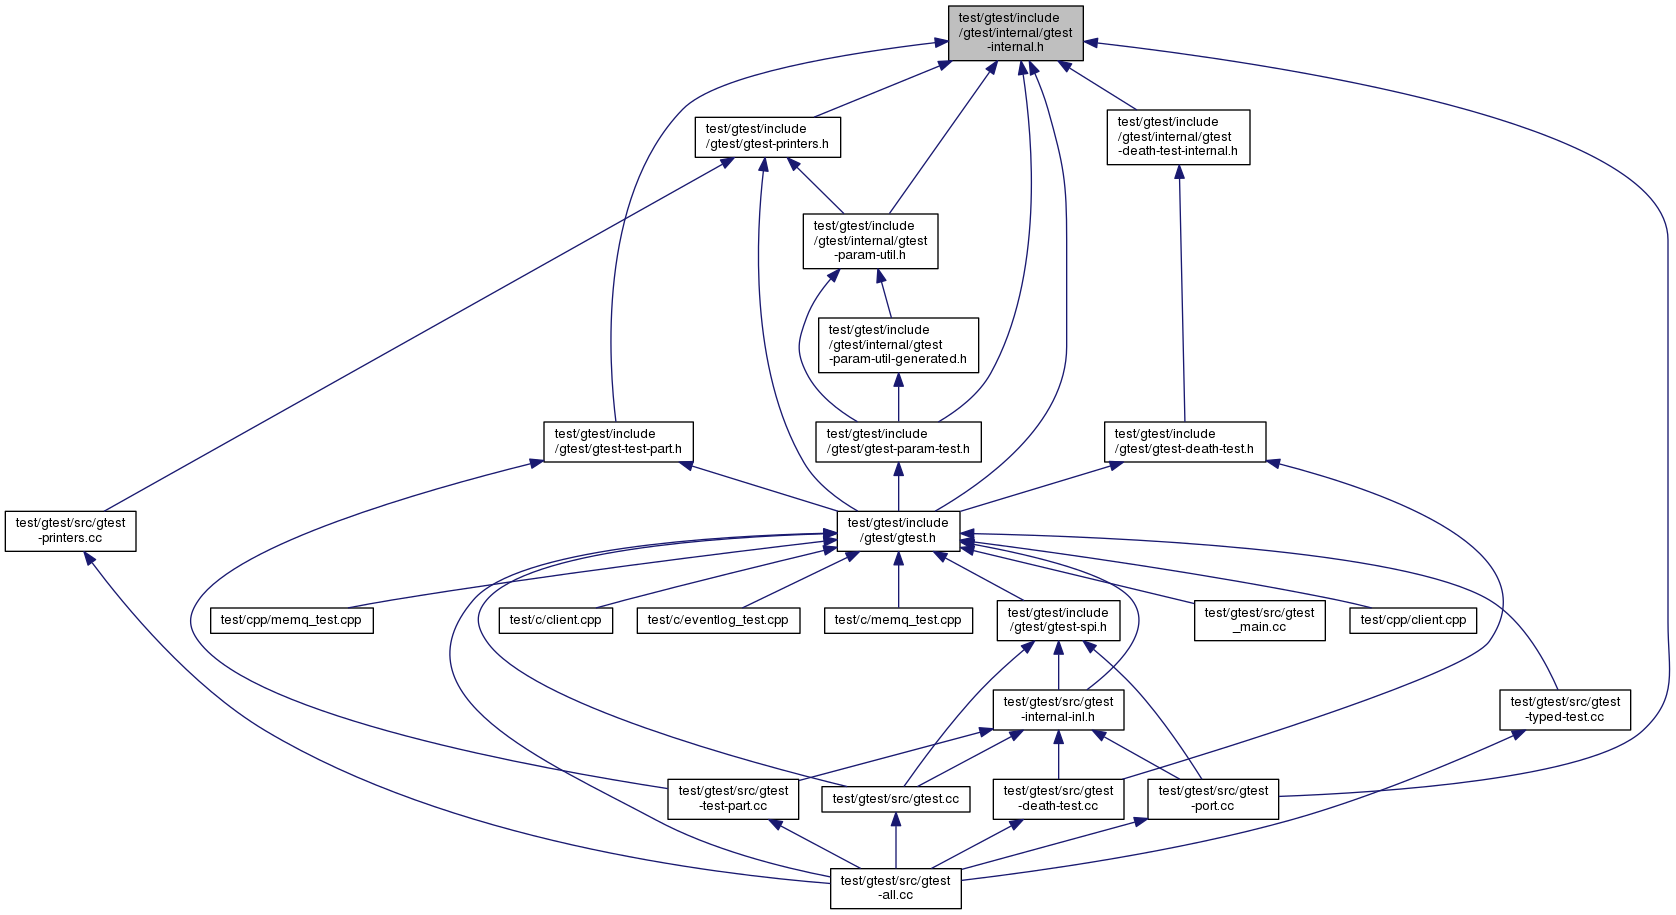 test/gtest/include
/gtest/internal/gtest
-internal.h
test/gtest/include
/gtest/gtest-printers.h
test/gtest/include
/gtest/internal/gtest
-death-test-internal.h
test/gtest/include
/gtest/internal/gtest
-param-util.h
test/gtest/include
/gtest/internal/gtest
-param-util-generated.h
test/gtest/include
/gtest/gtest-test-part.h
test/gtest/include
/gtest/gtest-param-test.h
test/gtest/include
/gtest/gtest-death-test.h
test/gtest/src/gtest
-printers.cc
test/gtest/include
/gtest/gtest.h
test/cpp/memq_test.cpp
test/c/client.cpp
test/c/eventlog_test.cpp
test/c/memq_test.cpp
test/gtest/include
/gtest/gtest-spi.h
test/gtest/src/gtest
_main.cc
test/cpp/client.cpp
test/gtest/src/gtest
-internal-inl.h
test/gtest/src/gtest
-typed-test.cc
test/gtest/src/gtest
-test-part.cc
test/gtest/src/gtest.cc
test/gtest/src/gtest
-death-test.cc
test/gtest/src/gtest
-port.cc
test/gtest/src/gtest
-all.cc